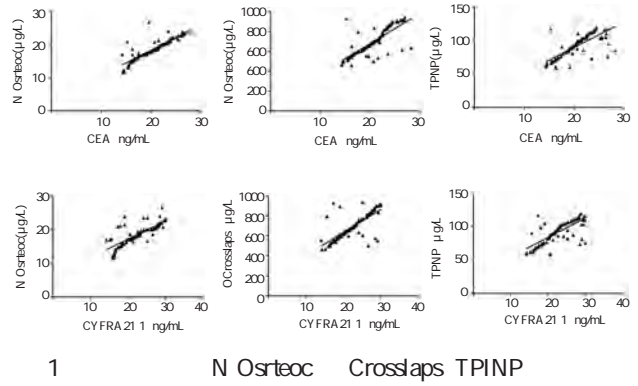 30
20
10
0
N Osrteoc(µg/L)
10 20 30
CEA ng/mL
1000
800
600
400
200
0
N Osrteoc(µg/L)
10 20 30
CEA ng/mL
150
100
50
0
TPNP(µg/L)
10 20 30
CEA ng/mL
30
20
10
0
N Osrteoc(µg/L)
10 20 30 40
CYFRA21 1 ng/mL
1000
800
600
400
200
0
OCrosslaps µg/L
10 20 30 40
CYFRA21 1 ng/mL
150
100
50
0
TPNP µg/L
10 20 30 40
CYFRA21 1 ng/mL
1 N Osrteoc Crosslaps TPINP